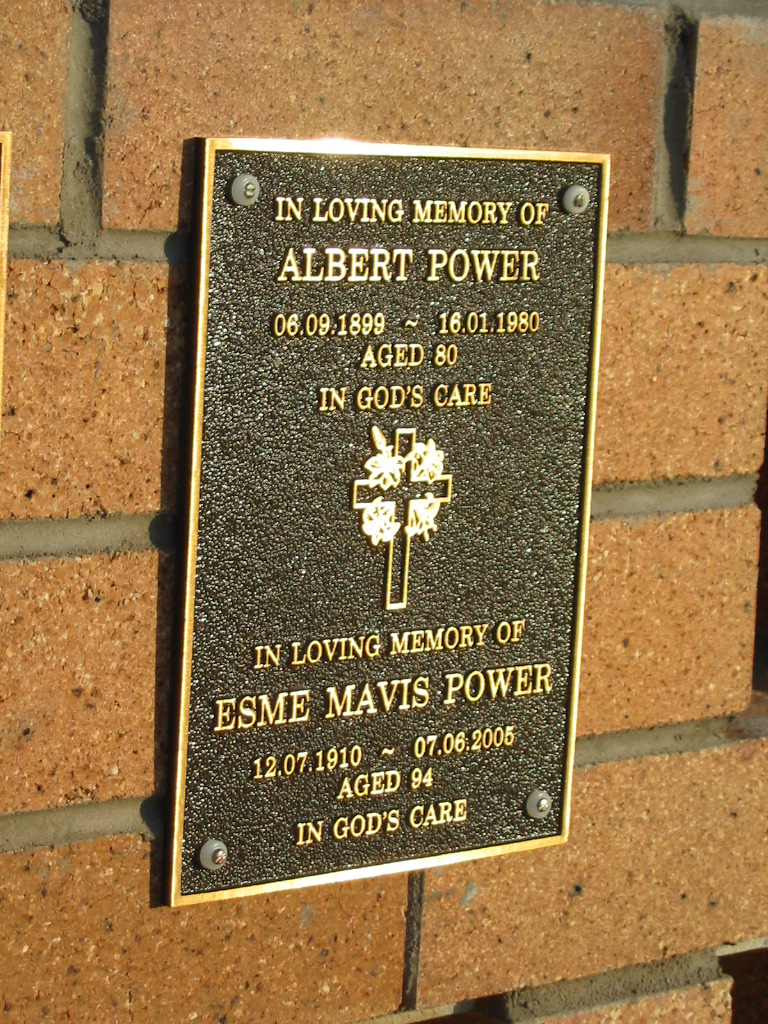 IN LOVING MEMORY OF
ALBERT POWER
06.09.1899 ~ 16.01.1980
AGED 80
IN GOD'S CARE
IN LOVING MEMORY OF
ESME MAVIS POWER
12.07.1910 ~ 07.06.2005
AGED 94
IN GOD'S CARE